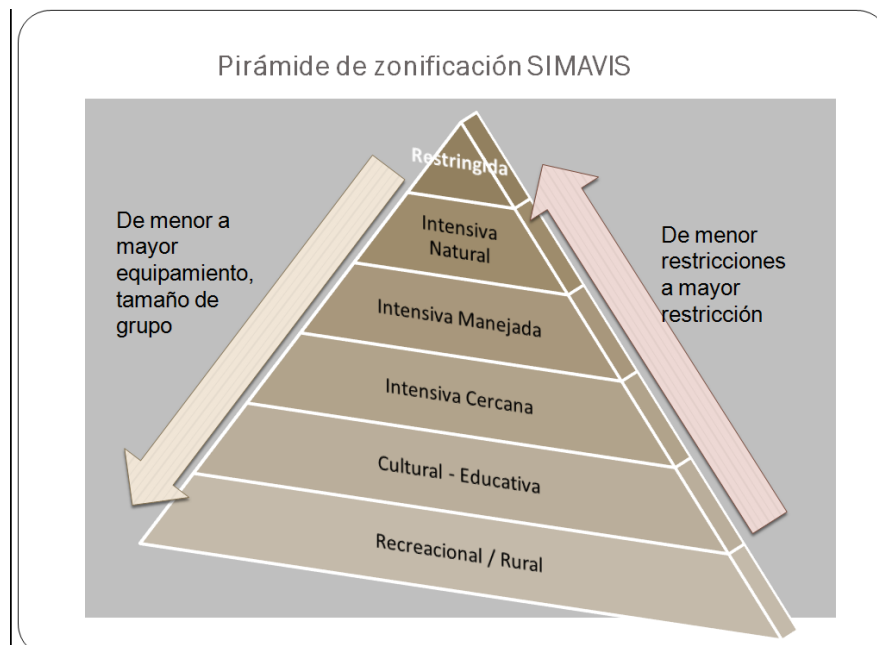 Pirámide de zonificación SIMAVIS
Restringida
Intensiva
Natural
Intensiva Manejada
Intensiva Cercana
Cultural - Educativa
Recreacional / Rural
De menor a
mayor
equipamiento,
tamaño de
grupo
De menor
restricciones
a mayor
restricción